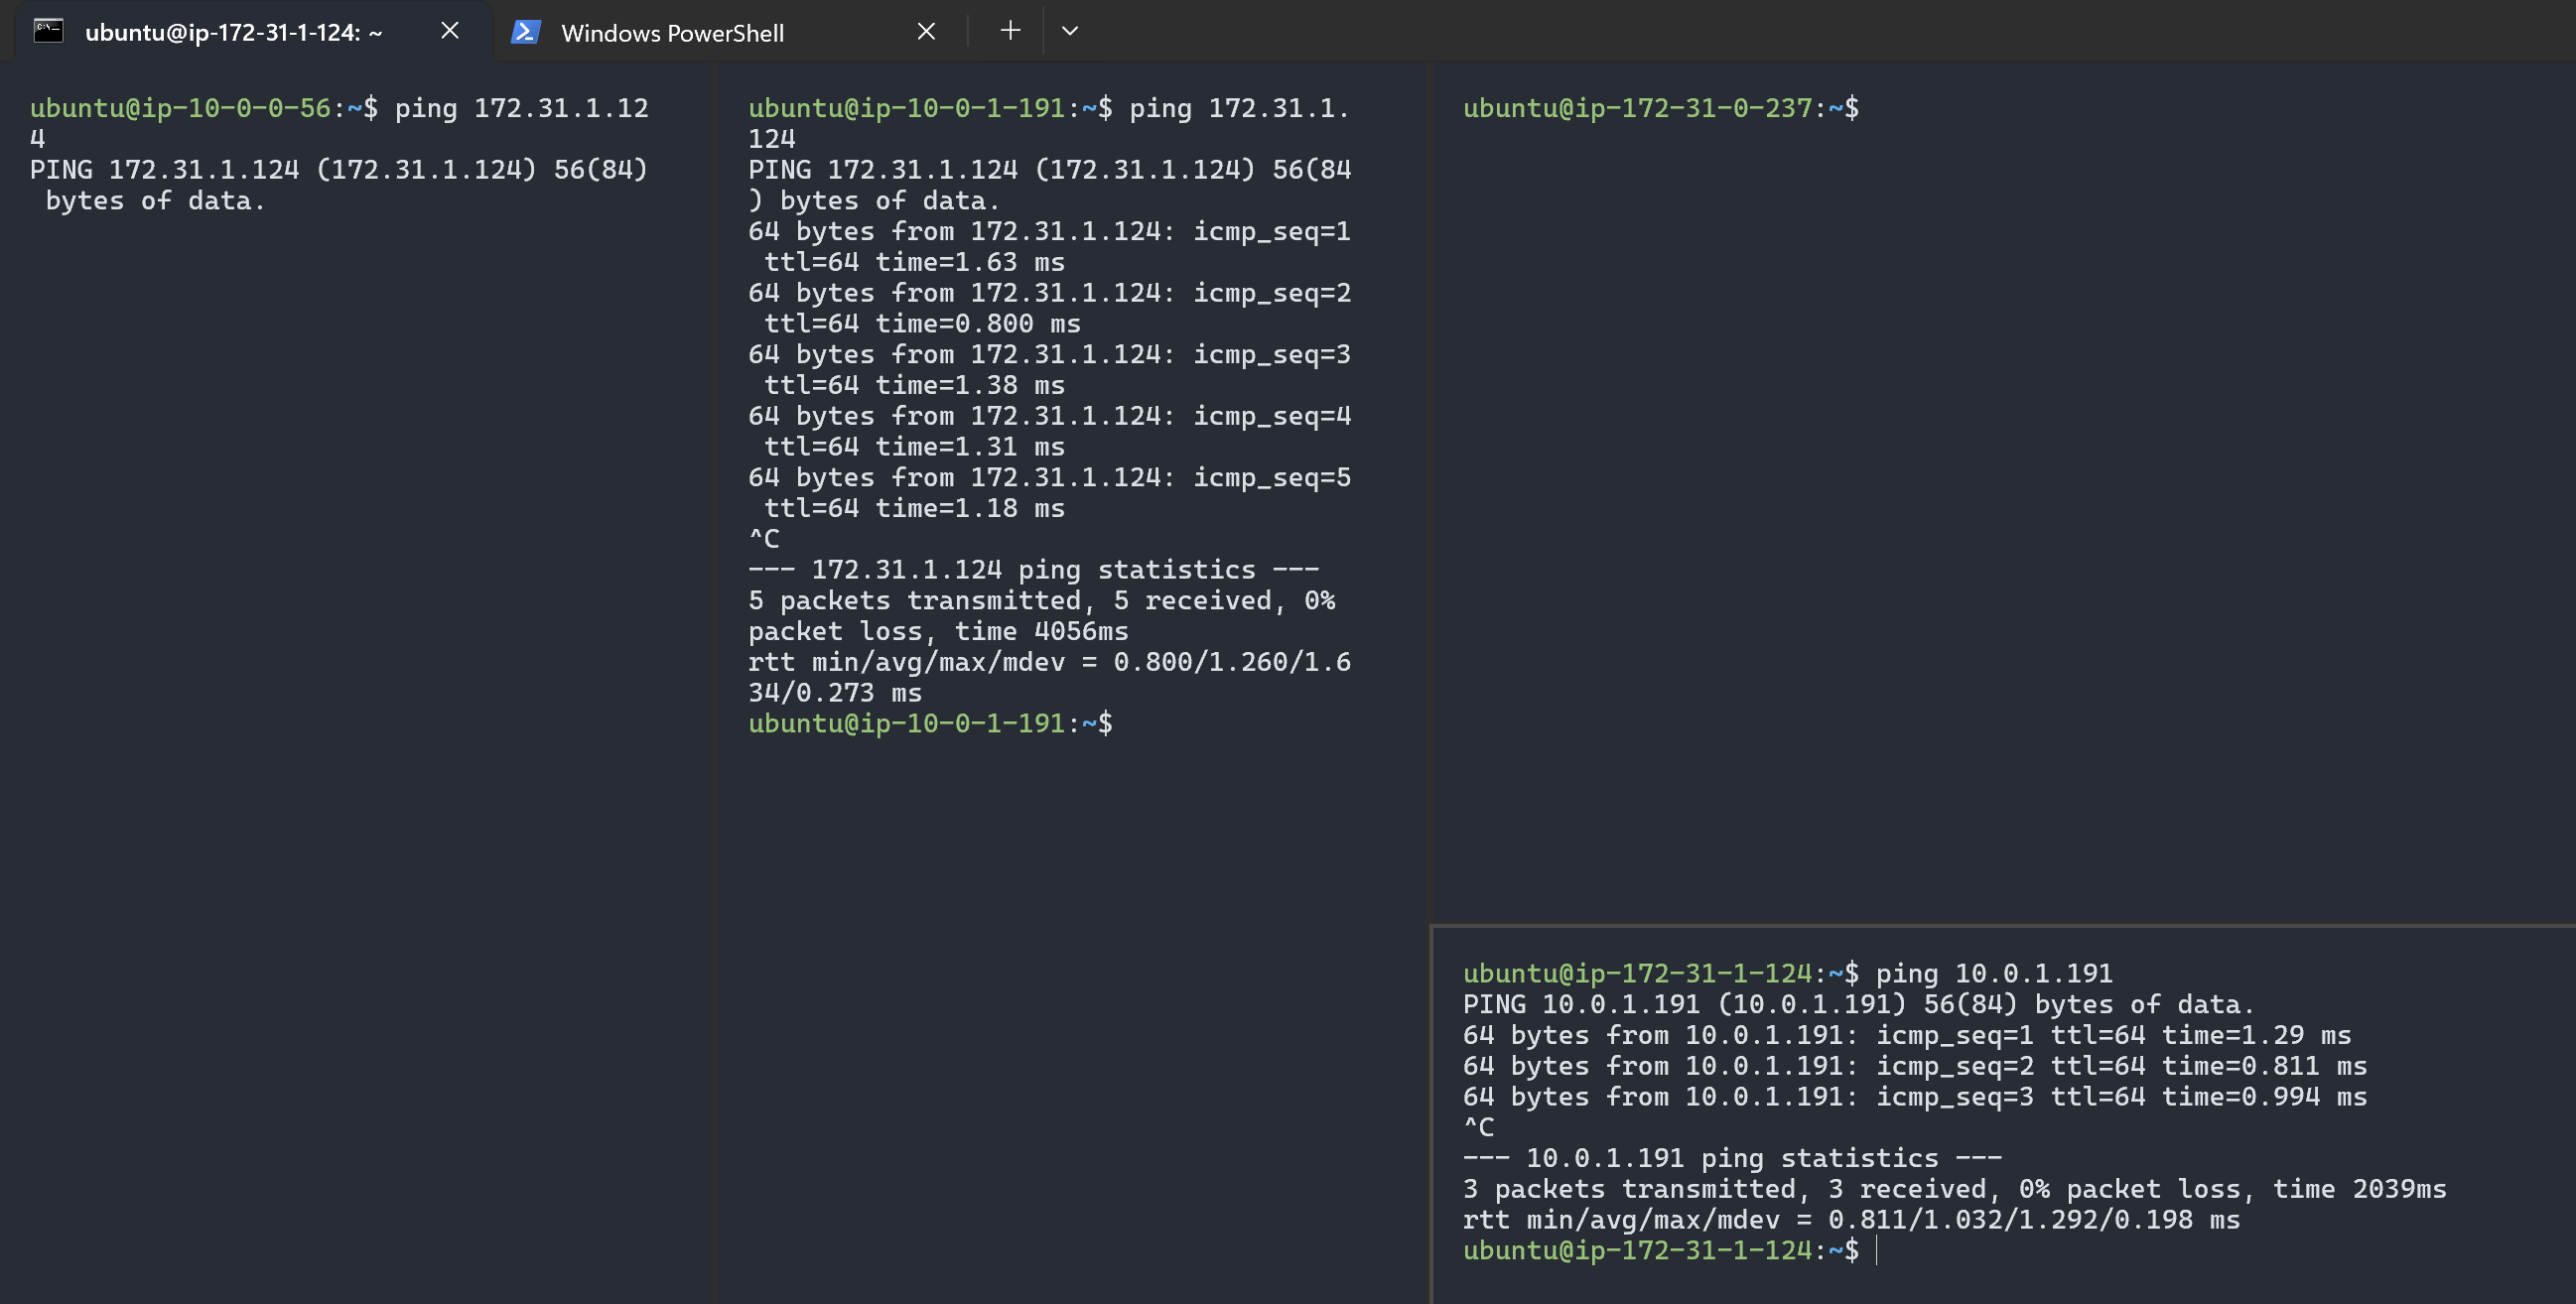 ubuntu@ip-172-31-1-124: ~
Windows PowerShell
ubuntu@ip-10-0-0-56:~$ ping 172.31.1.12
4
PING 172.31.1.124 (172.31.1.124) 56(84)
 bytes of data.
ubuntu@ip-10-0-1-191:~$ ping 172.31.1.
124
PING 172.31.1.124 (172.31.1.124) 56(84
) bytes of data.
64 bytes from 172.31.1.124: icmp_seq=1
 ttl=64 time=1.63 ms
64 bytes from 172.31.1.124: icmp_seq=2
 ttl=64 time=0.800 ms
64 bytes from 172.31.1.124: icmp_seq=3
 ttl=64 time=1.38 ms
64 bytes from 172.31.1.124: icmp_seq=4
 ttl=64 time=1.31 ms
64 bytes from 172.31.1.124: icmp_seq=5
 ttl=64 time=1.18 ms
^C
--- 172.31.1.124 ping statistics ---
5 packets transmitted, 5 received, 0%
packet loss, time 4056ms
rtt min/avg/max/mdev = 0.800/1.260/1.6
34/0.273 ms
ubuntu@ip-10-0-1-191:~$
ubuntu@ip-172-31-0-237:~$
ubuntu@ip-172-31-1-124:~$ ping 10.0.1.191
PING 10.0.1.191 (10.0.1.191) 56(84) bytes of data.
64 bytes from 10.0.1.191: icmp_seq=1 ttl=64 time=1.29 ms
64 bytes from 10.0.1.191: icmp_seq=2 ttl=64 time=0.811 ms
64 bytes from 10.0.1.191: icmp_seq=3 ttl=64 time=0.994 ms
^C
--- 10.0.1.191 ping statistics ---
3 packets transmitted, 3 received, 0% packet loss, time 2039ms
rtt min/avg/max/mdev = 0.811/1.032/1.292/0.198 ms
ubuntu@ip-172-31-1-124:~$